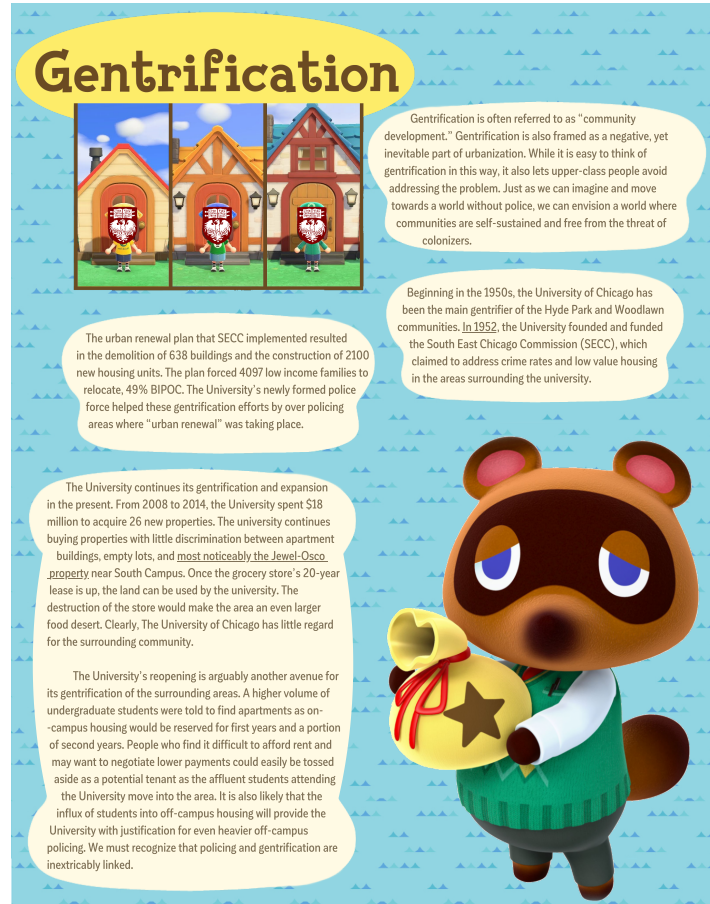 Gentrification
Gentrification is often referred to as "community
development." Gentrification is also framed as a negative, yet
inevitable part of urbanization. While it is easy to think of
gentrification in this way, it also lets upper-class people avoid
addressing the problem. Just as we can imagine and move
towards a world without police, we can envision a world where
communities are self-sustained and free from the threat of
colonizers.
Beginning in the 1950s, the University of Chicago has
been the main gentrifier of the Hyde Park and Woodlawn
communities. In 1952, the University founded and funded
the South East Chicago Commission (SECC), which
claimed to address crime rates and low value housing
in the areas surrounding the university.
The urban renewal plan that SECC implemented resulted
in the demolition of 638 buildings and the construction of 2100
new housing units. The plan forced 4097 low income families to
relocate, 49% BIPOC. The University's newly formed police
force helped these gentrification efforts by over policing
areas where "urban renewal" was taking place.
The University continues its gentrification and expansion
in the present. From 2008 to 2014, the University spent $18
million to acquire 26 new properties. The university continues
buying properties with little discrimination between apartment
buildings, empty lots, and most noticeably the Jewel-Osco
property near South Campus. Once the grocery store's 20-year
lease is up, the land can be used by the university. The
destruction of the store would make the area an even larger
food desert. Clearly, The University of Chicago has little regard
for the surrounding community.
The University's reopening is arguably another avenue for
its gentrification of the surrounding areas. A higher volume of
undergraduate students were told to find apartments as on-
-campus housing would be reserved for first years and a portion
of second years. People who find it difficult to afford rent and
may want to negotiate lower payments could easily be tossed
aside as a potential tenant as the affluent students attending
the University move into the area. It is also likely that the
influx of students into off-campus housing will provide the
University with justification for even heavier off-campus
policing. We must recognize that policing and gentrification are
inextricably linked.